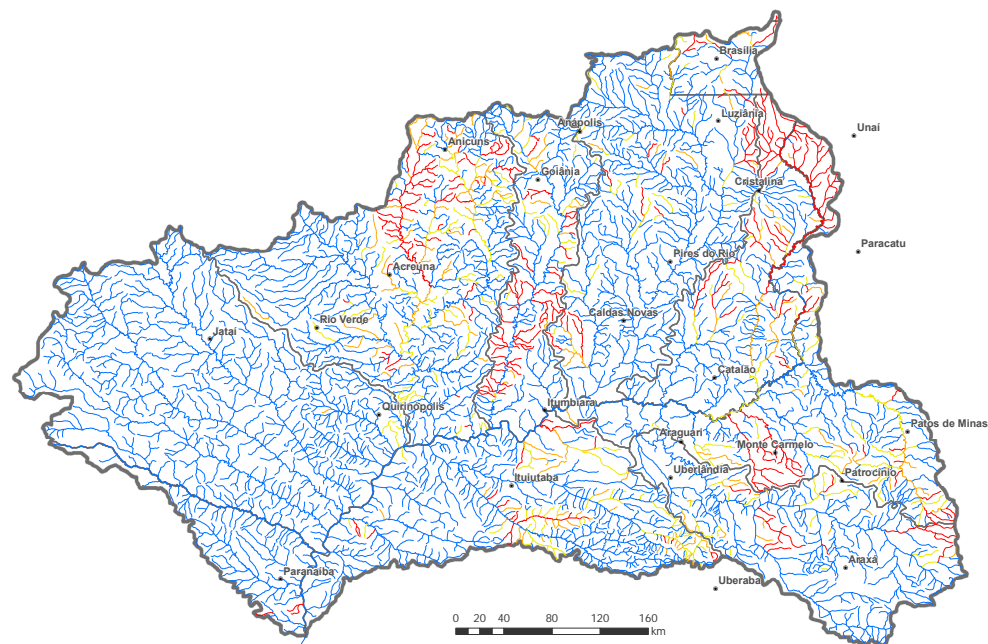 Brasília
Luziânia
Unaí
Anápolis
Anicuns
Goiânia
Cristalina
Paracatu
Pires do Rio
Acreúna
Rio Verde
Caldas Novas
Jataí
Catalão
Quirinópolis
Itumbiara
Patos de Minas
Araguari
Monte Carmelo
Uberlândia
Patrocínio
Ituiutaba
Araxá
Paranaíba
Uberaba
0 20 40 80 120 160
km